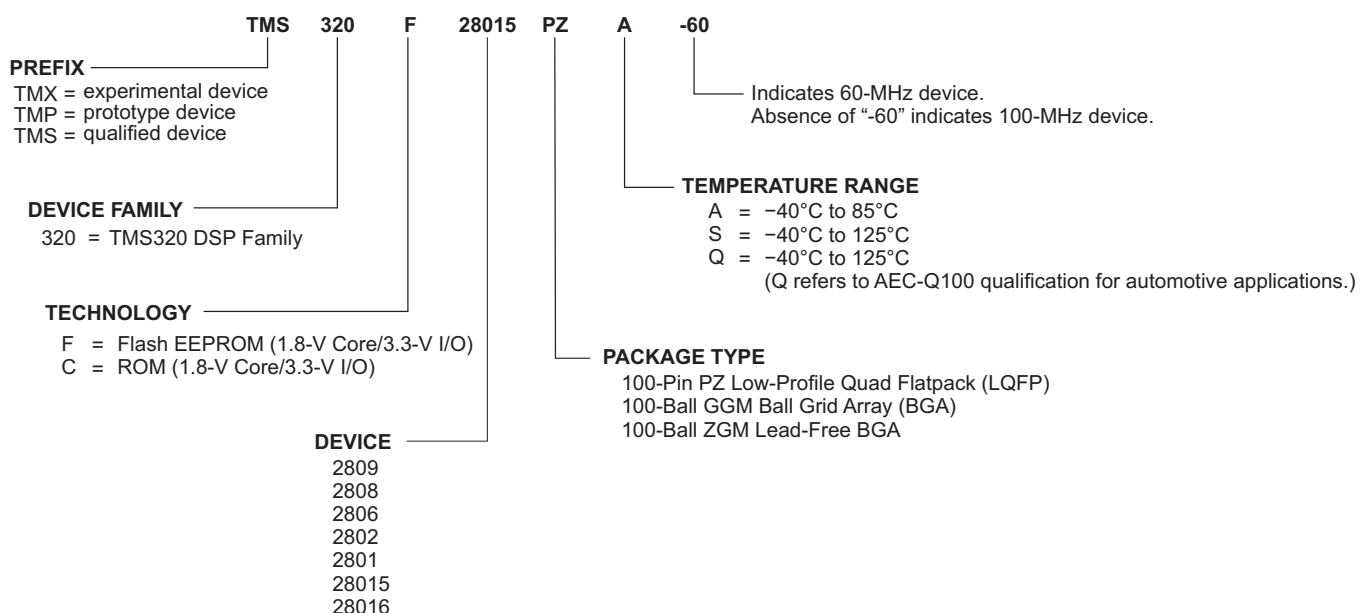 TMS 320 F 28015 PZ A -60
PREFIX
TMX = experimental device
TMP = prototype device
TMS = qualified device
Indicates 60-MHz device.
Absence of “-60” indicates 100-MHz device.
DEVICE FAMILY
320 = TMS320 DSP Family
TEMPERATURE RANGE
A = −40°C to 85°C
S = −40°C to 125°C
Q = −40°C to 125°C
(Q refers to AEC-Q100 qualification for automotive applications.)
TECHNOLOGY
F = Flash EEPROM (1.8-V Core/3.3-V I/O)
C = ROM (1.8-V Core/3.3-V I/O)
PACKAGE TYPE
100-Pin PZ Low-Profile Quad Flatpack (LQFP)
100-Ball GGM Ball Grid Array (BGA)
100-Ball ZGM Lead-Free BGA
DEVICE
2809
2808
2806
2802
2801
28015
28016